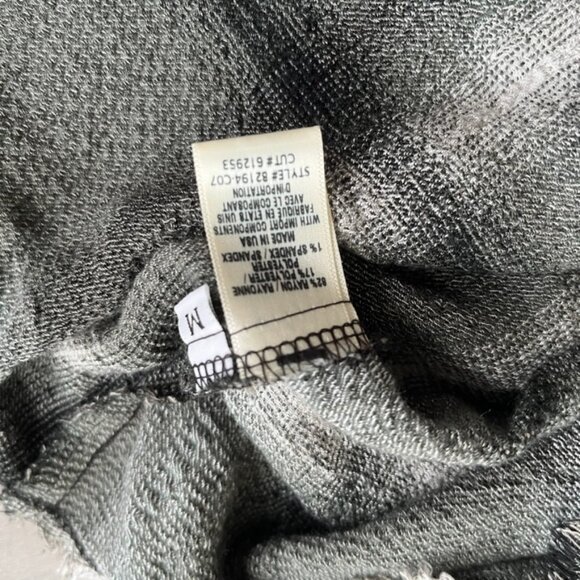 82% RAYON / RAYONNE
17% POLYESTER /
POLYESTER
1% SPANDEX /SPANDEX
MADE IN USA
WITH IMPORT COMPONENTS
FABRIQUE EN ETATS UNIS
AVEC LE COMPOSANT
D'IMPORTATION
STYLE# B2194-C07
CUT# 612953
M